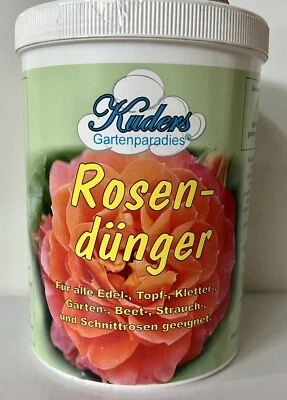 Kuders
Gartenparadies®
Rosen-
dünger
Für alle Edel-, Topf-, Kletter-,
Garten-, Beet-, Strauch-,
und Schnittrosen geeignet.